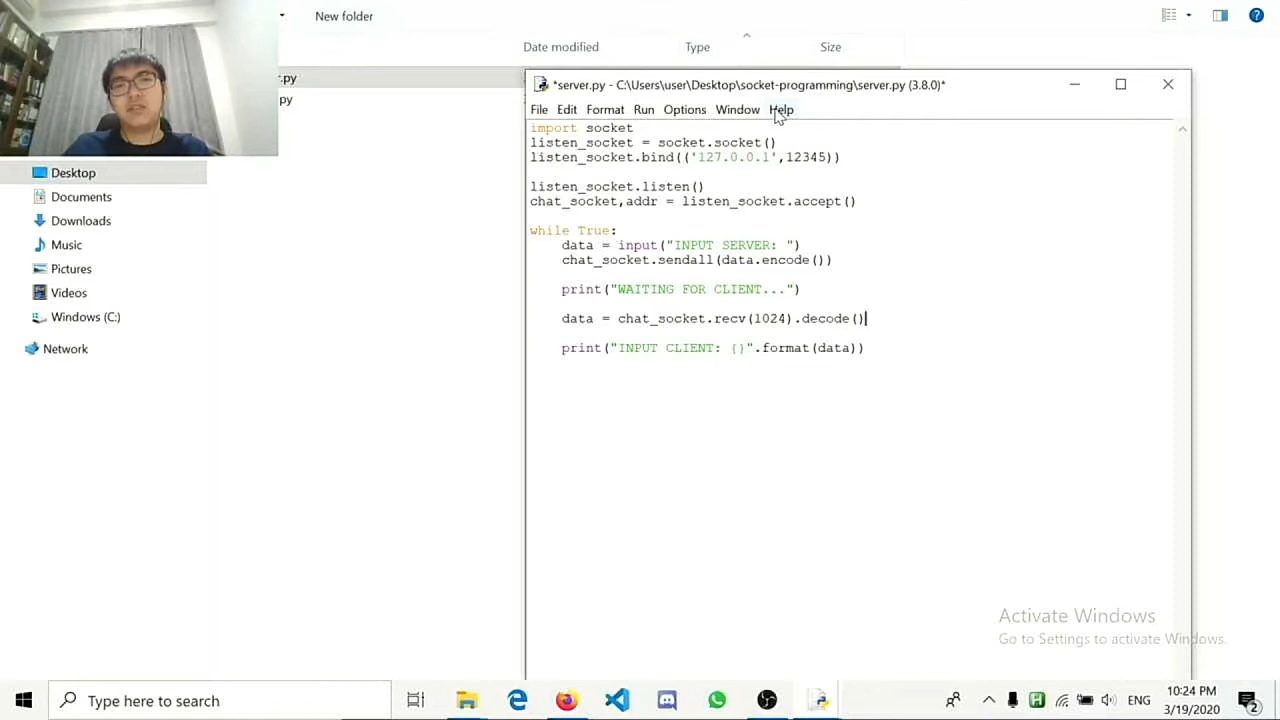 New folder
Date modified
Type
Size
r.py
py
Desktop
Documents
Downloads
Music
Pictures
Videos
Windows (C:)
Network
*server.py - C:\Users\user\Desktop\socket-programming\server.py (3.8.0)*
File Edit Format Run Options Window Help
import socket
listen_socket = socket.socket()
listen_socket.bind(('127.0.0.1',12345))
listen_socket.listen()
chat_socket,addr = listen_socket.accept()
while True:
    data = input("INPUT SERVER: ")
    chat_socket.sendall(data.encode())
    print("WAITING FOR CLIENT...")
    data = chat_socket.recv(1024).decode()
    print("INPUT CLIENT: {}".format(data))
Activate Windows
Go to Settings to activate Windows.
Type here to search
ENG
10:24 PM
3/19/2020
2